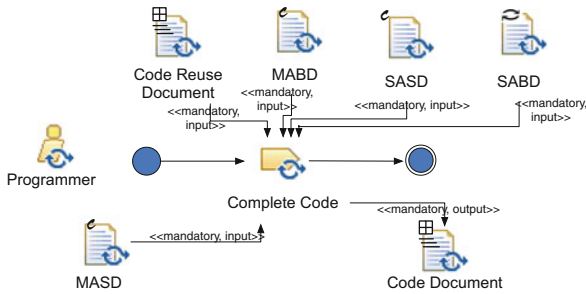 Code Reuse
Document
MABD
SASD
SABD
<<mandatory,
input>>
<<mandatory,
input>>
<<mandatory, input>>
<<mandatory,
input>>
Programmer
Complete Code
<<mandatory, output>>
<<mandatory, input>>
MASD
Code Document